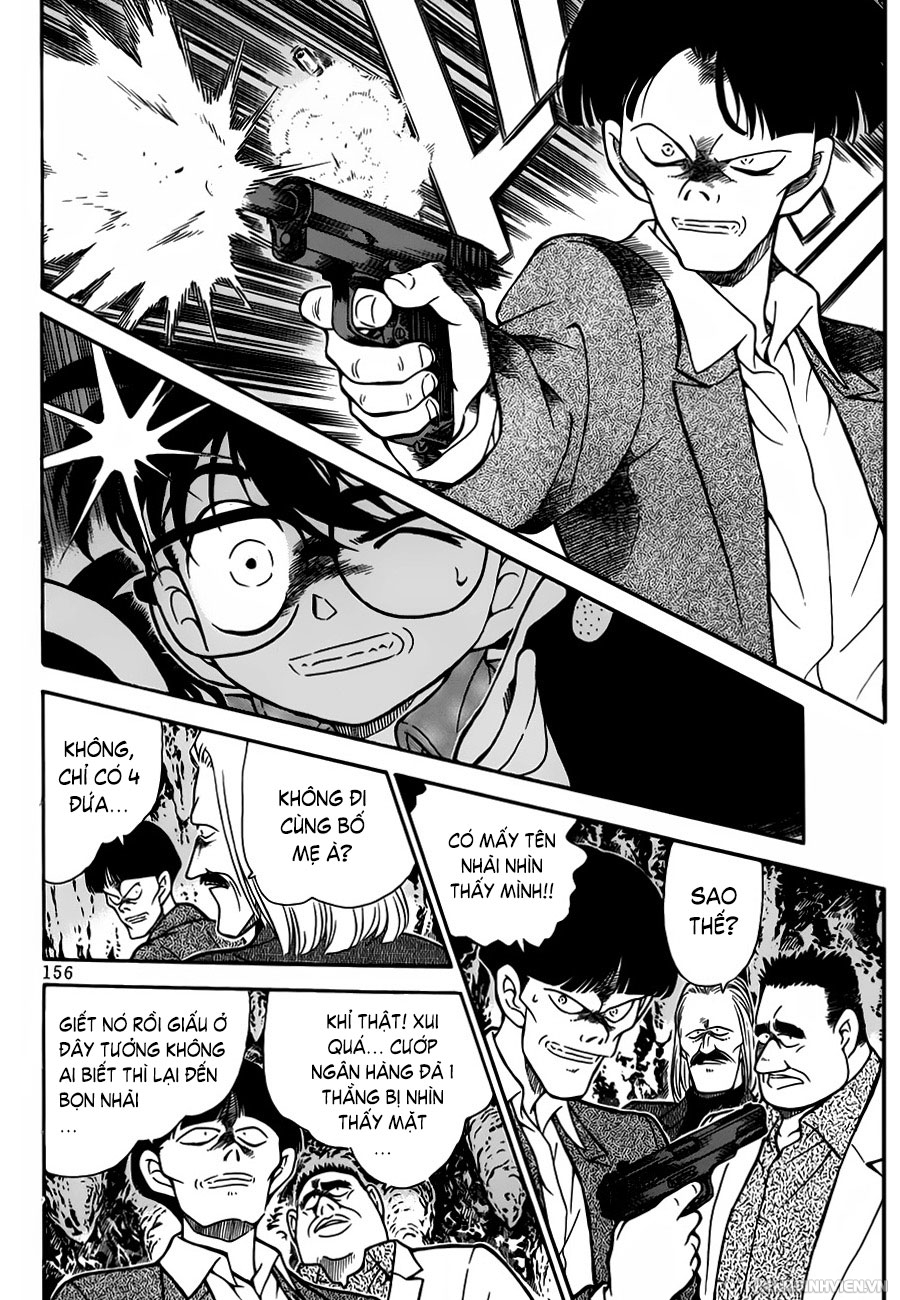 SAO
THẾ?
CÓ MẤY TÊN
NHẢI NHÌN
THẤY MÌNH!!
KHÔNG ĐI
CÙNG BỐ
MẸ À?
KHÔNG,
CHỈ CÓ 4
ĐỨA...
156
KHỈ THẬT! XUI
QUÁ... CƯỚP
NGÂN HÀNG ĐÃ 1
THẰNG BỊ NHÌN
THẤY MẶT
...
GIẾT NÓ RỒI GIẤU Ở
ĐÂY TƯỞNG KHÔNG
AI BIẾT THÌ LẠI ĐẾN
BỌN NHẢI
...